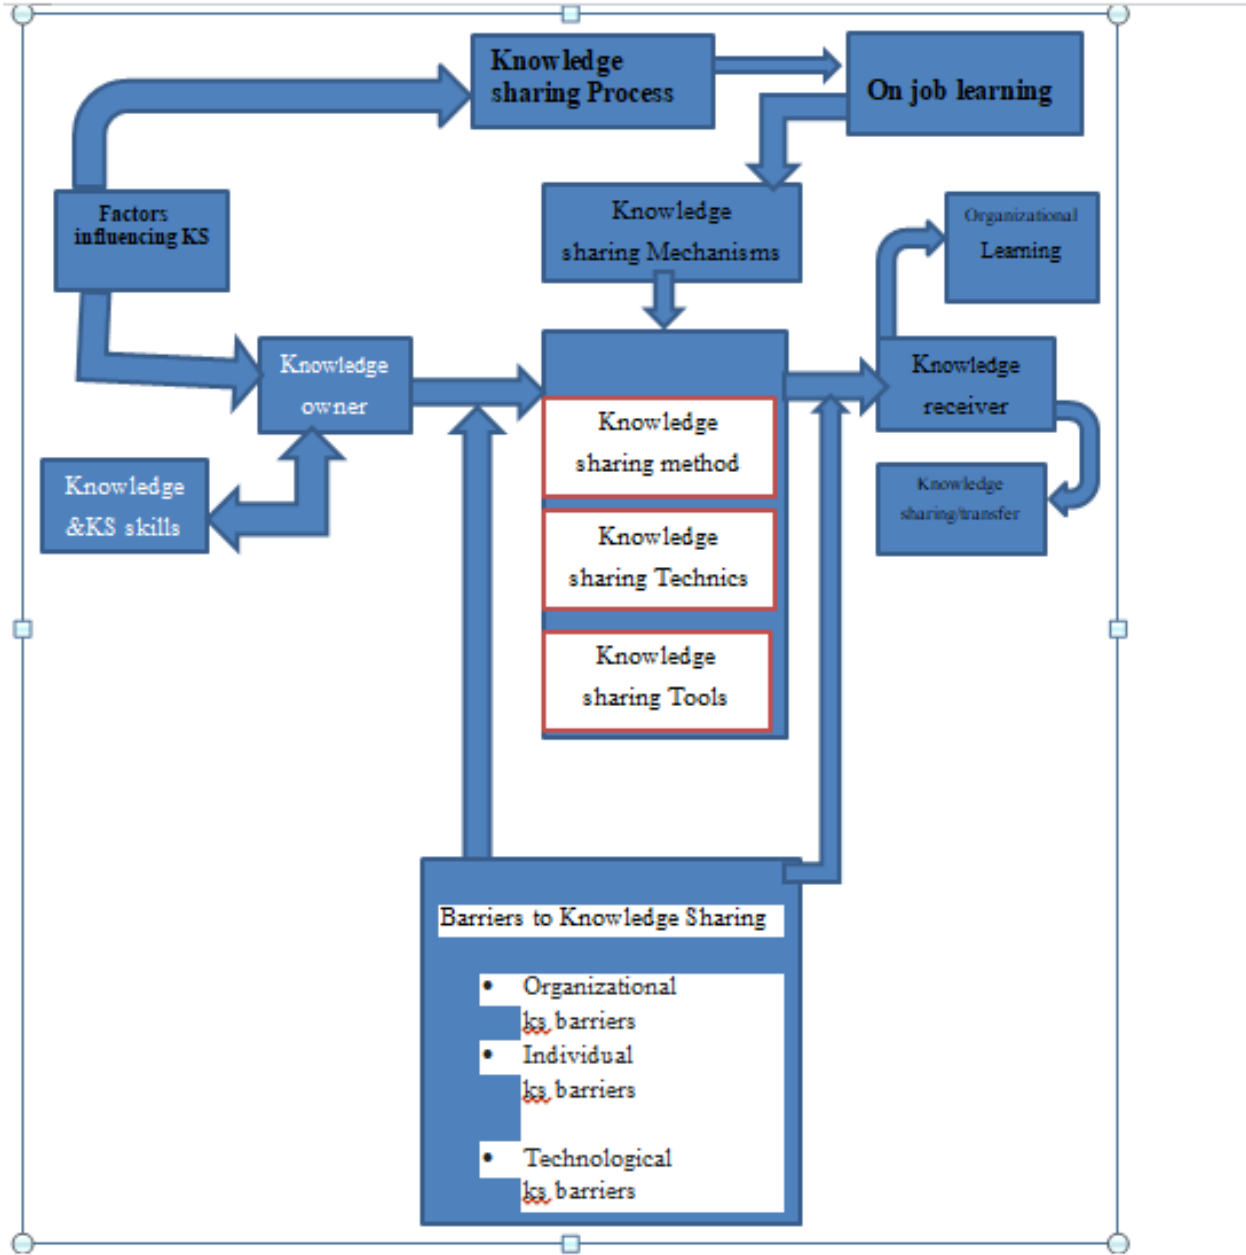 Knowledge
sharing Process
On job learning
Factors
influencing KS
Knowledge
sharing Mechanisms
Organizational
Learning
Knowledge
owner
Knowledge
receiver
Knowledge
&KS skills
Knowledge
sharing method
Knowledge
sharing/transfer
Knowledge
sharing Technics
Knowledge
sharing Tools
Barriers to Knowledge Sharing
• Organizational
ks barriers
• Individual
ks barriers
• Technological
ks barriers